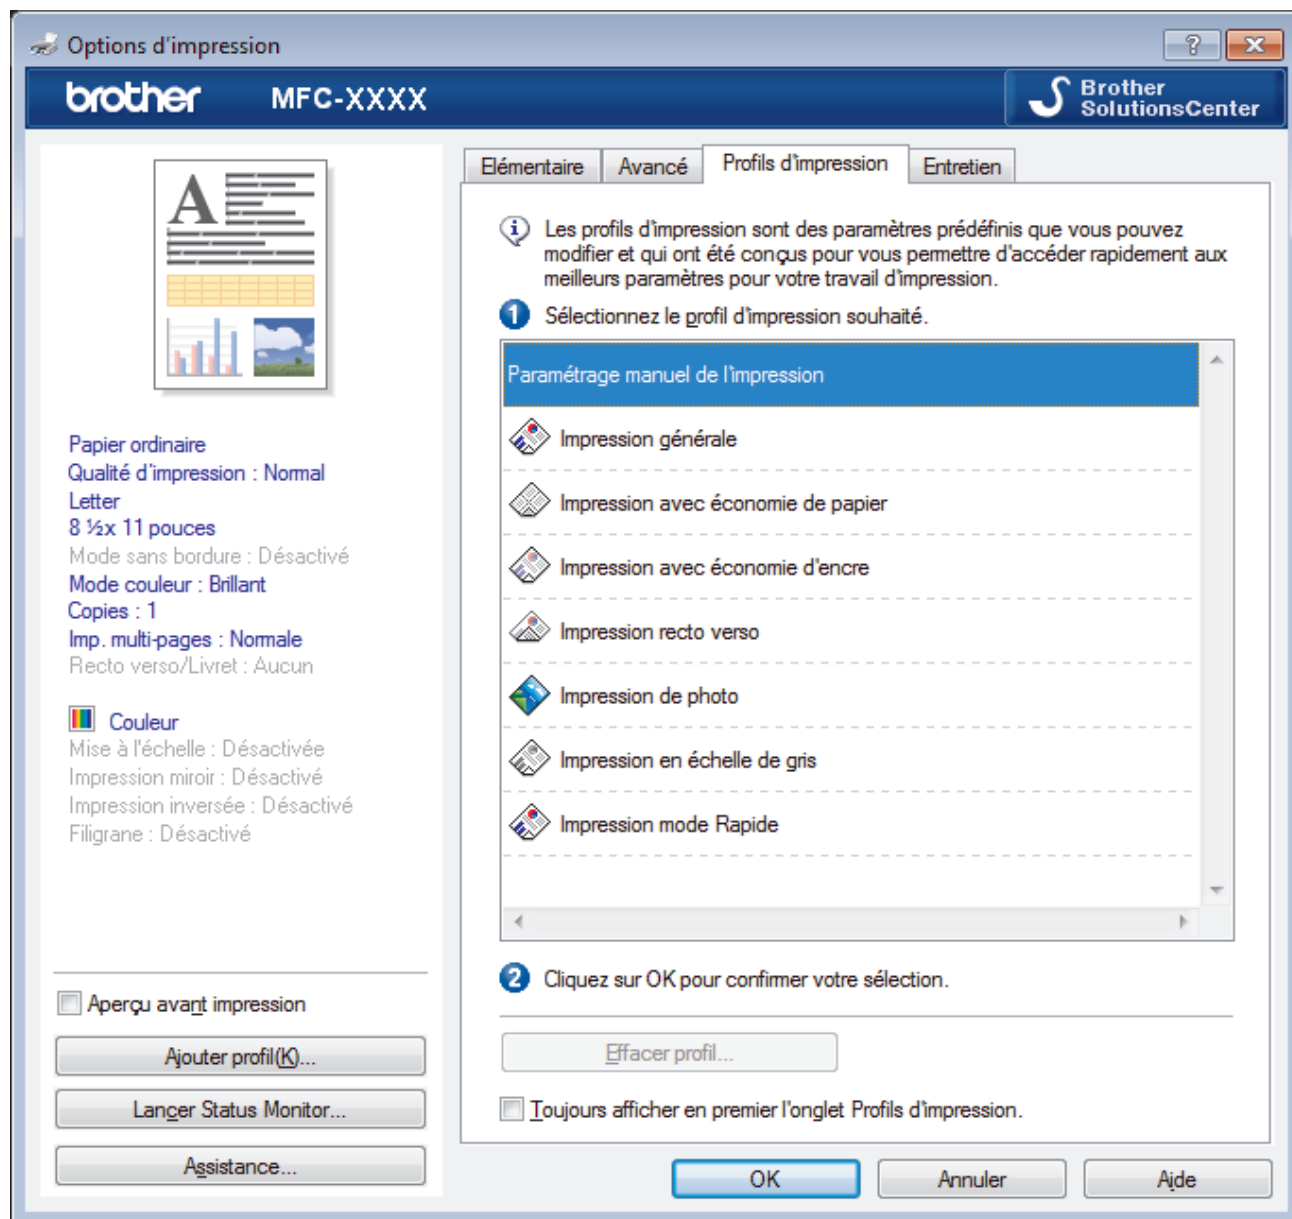 Options d'impression
brother MFC-XXXX
Brother
SolutionsCenter
A
Papier ordinaire
Qualité d'impression : Normal
Letter
8 ½x 11 pouces
Mode sans bordure : Désactivé
Mode couleur : Brillant
Copies : 1
Imp. multi-pages : Normale
Recto verso/Livret : Aucun
Couleur
Mise à l'échelle : Désactivée
Impression miroir : Désactivé
Impression inversée : Désactivé
Filigrane : Désactivé
Aperçu avant impression
Ajouter profil(K)...
Lancer Status Monitor...
Assistance...
Elémentaire Avancé Profils d'impression Entretien
Les profils d'impression sont des paramètres prédéfinis que vous pouvez
modifier et qui ont été conçus pour vous permettre d'accéder rapidement aux
meilleurs paramètres pour votre travail d'impression.
1 Sélectionnez le profil d'impression souhaité.
Paramétrage manuel de l'impression
Impression générale
Impression avec économie de papier
Impression avec économie d'encre
Impression recto verso
Impression de photo
Impression en échelle de gris
Impression mode Rapide
2 Cliquez sur OK pour confirmer votre sélection.
Effacer profil...
Toujours afficher en premier l'onglet Profils d'impression.
OK Annuler Aide